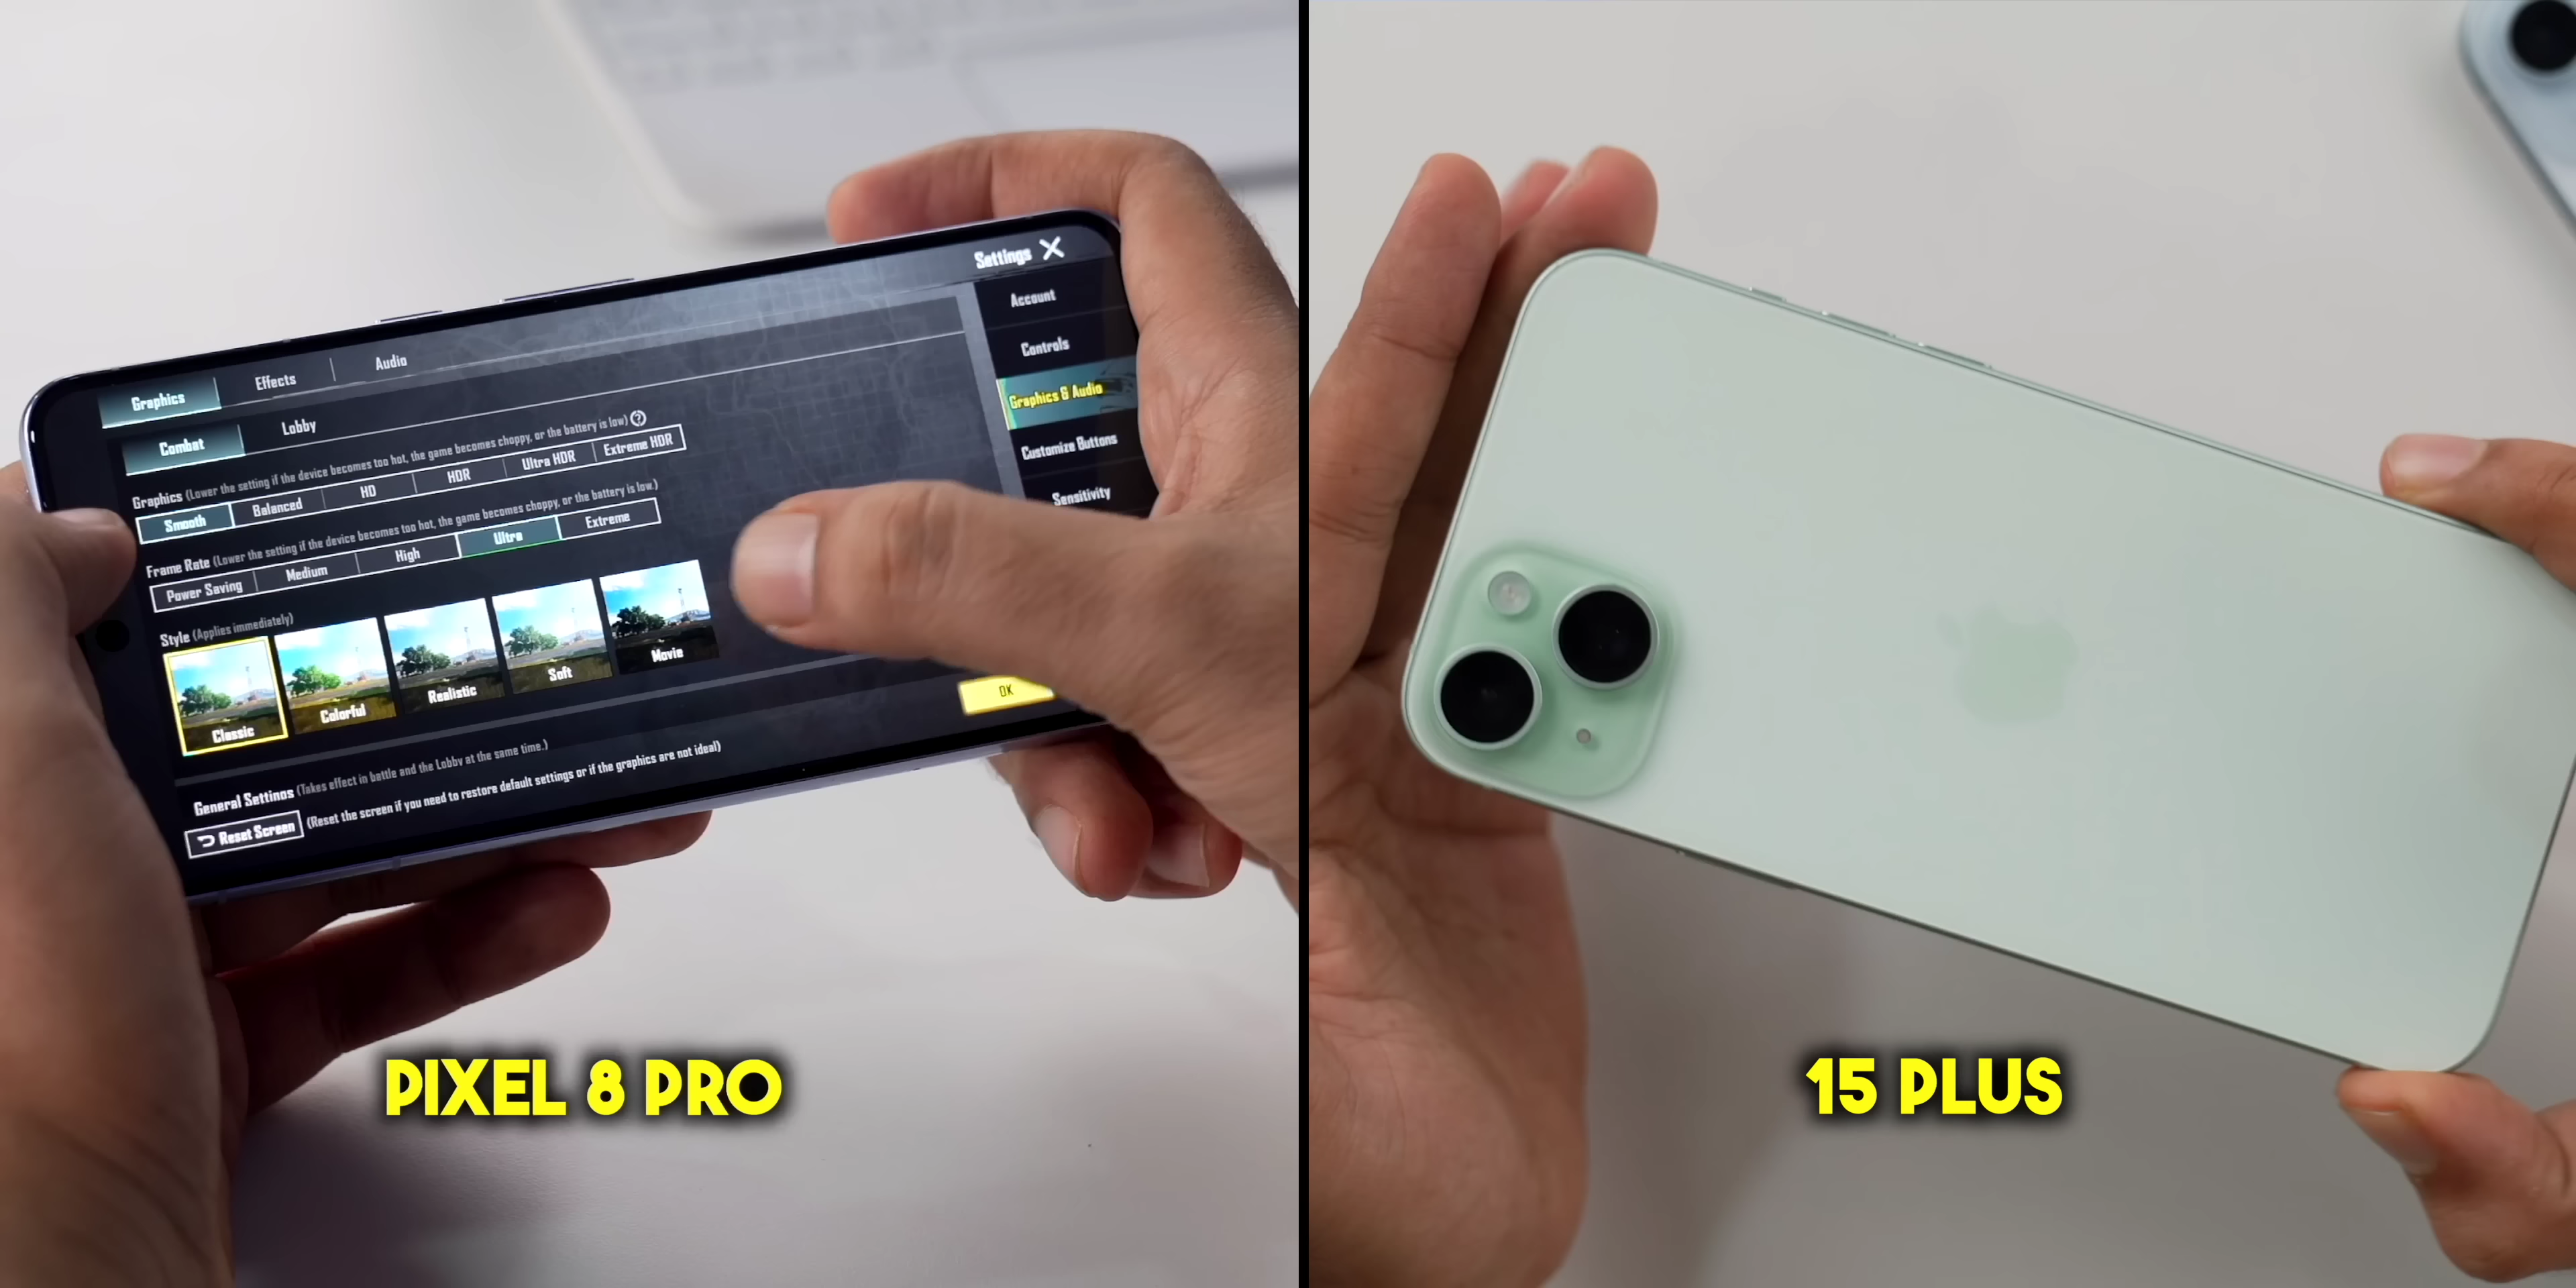 Settings X
Account
Controls
Graphics & Audio
Customize Buttons
Sensitivity
Graphics
Effects
Audio
Combat
Lobby
Graphics (Lower the setting if the device becomes too hot, the game becomes choppy, or the battery is low) ?
Smooth
Balanced
HD
HDR
Ultra HDR
Extreme HDR
Frame Rate (Lower the setting if the device becomes too hot, the game becomes choppy, or the battery is low.)
Power Saving
Medium
High
Ultra
Extreme
Style (Applies immediately)
Classic
Colorful
Realistic
Soft
Movie
OK
General Settings (Takes effect in battle and the Lobby at the same time.)
Reset Screen (Reset the screen if you need to restore default settings or if the graphics are not ideal)
PIXEL 8 PRO
15 PLUS